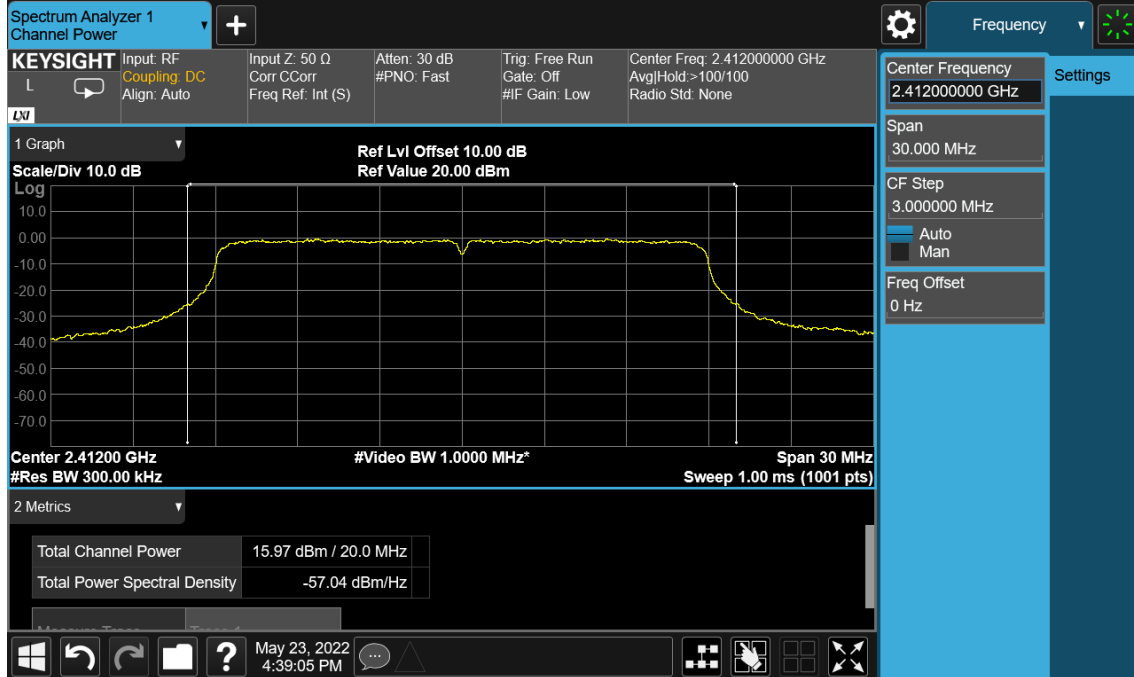 Spectrum Analyzer 1
Channel Power
Frequency
KEYSIGHT
L
LXI
Input: RF
Coupling: DC
Align: Auto
Input Z: 50 Ω
Corr CCorr
Freq Ref: Int (S)
Atten: 30 dB
#PNO: Fast
Trig: Free Run
Gate: Off
#IF Gain: Low
Center Freq: 2.412000000 GHz
Avg|Hold:>100/100
Radio Std: None
Center Frequency
2.412000000 GHz
Settings
Span
30.000 MHz
CF Step
3.000000 MHz
Auto
Man
Freq Offset
0 Hz
1 Graph
Scale/Div 10.0 dB
Ref Lvl Offset 10.00 dB
Ref Value 20.00 dBm
Log
10.0
0.00
-10.0
-20.0
-30.0
-40.0
-50.0
-60.0
-70.0
Center 2.41200 GHz
#Video BW 1.0000 MHz*
Span 30 MHz
#Res BW 300.00 kHz
Sweep 1.00 ms (1001 pts)
2 Metrics
Total Channel Power 15.97 dBm / 20.0 MHz
Total Power Spectral Density -57.04 dBm/Hz
?
May 23, 2022
4:39:05 PM